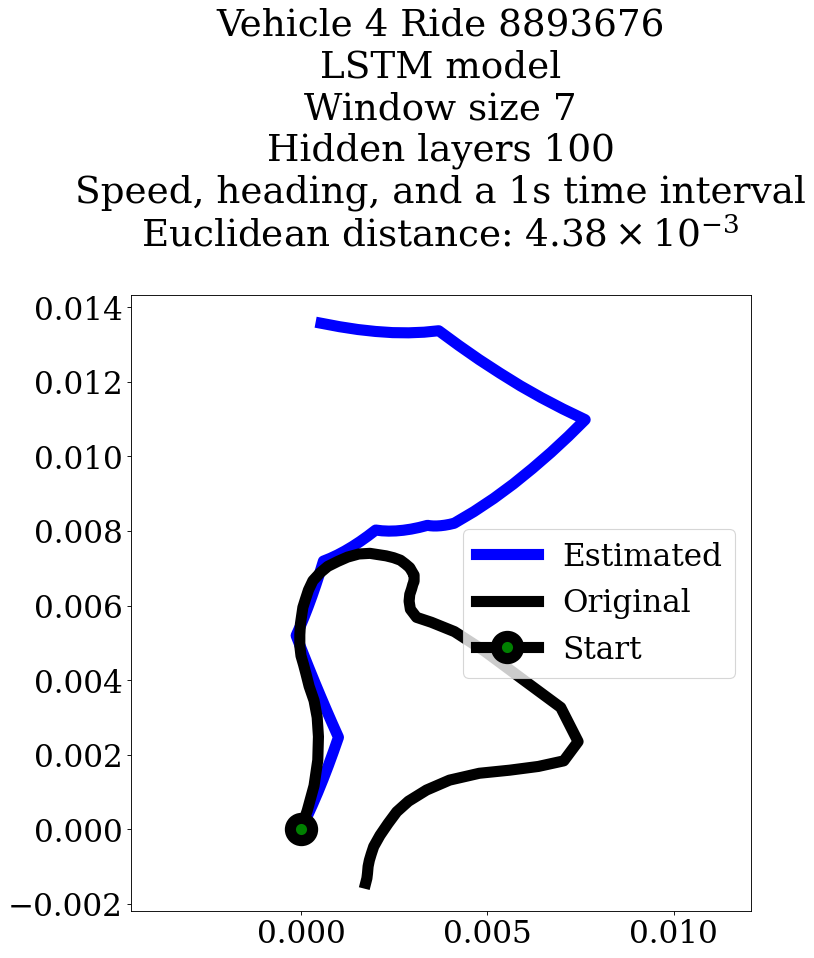 Vehicle 4 Ride 8893676
LSTM model
Window size 7
Hidden layers 100
Speed, heading, and a 1s time interval
Euclidean distance: 4.38 × 10⁻³
0.014
0.012
0.010
0.008
0.006
0.004
0.002
0.000
−0.002
Estimated
Original
Start
0.000 0.005 0.010